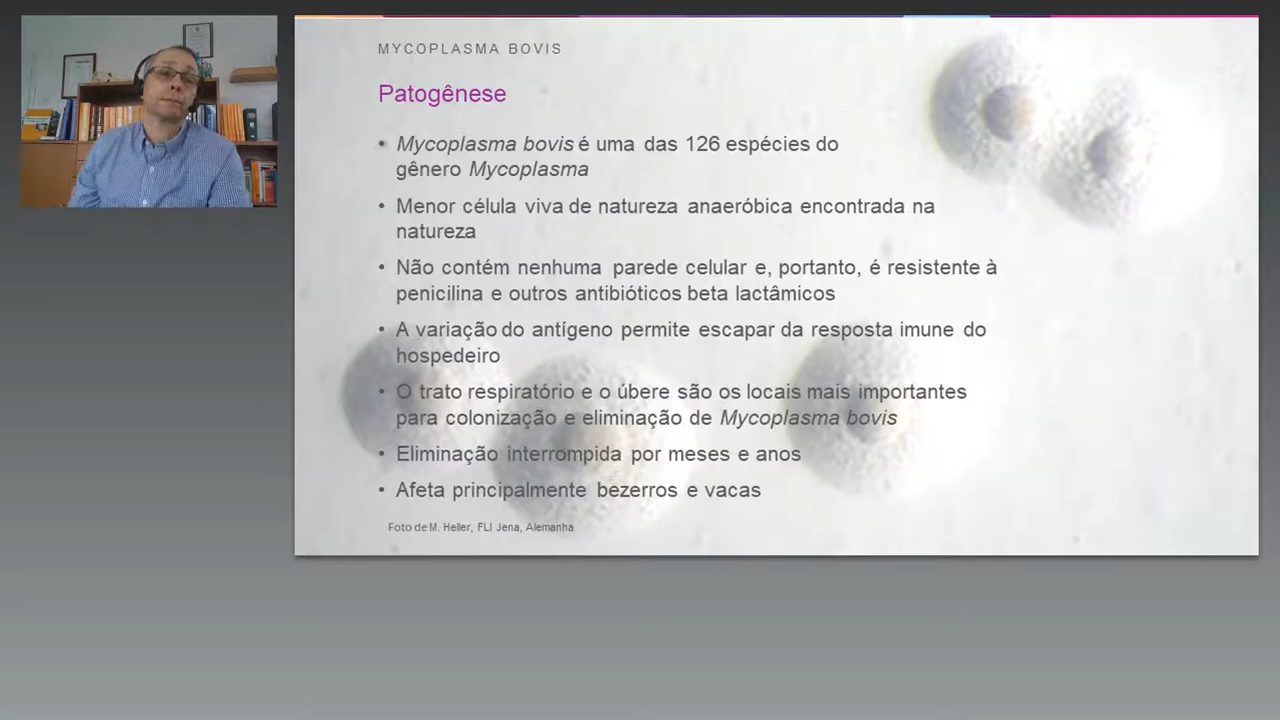 MYCOPLASMA BOVIS
Patogênese
• Mycoplasma bovis é uma das 126 espécies do
gênero Mycoplasma
• Menor célula viva de natureza anaeróbica encontrada na
natureza
• Não contém nenhuma parede celular e, portanto, é resistente à
penicilina e outros antibióticos beta lactâmicos
• A variação do antígeno permite escapar da resposta imune do
hospedeiro
• O trato respiratório e o úbere são os locais mais importantes
para colonização e eliminação de Mycoplasma bovis
• Eliminação interrompida por meses e anos
• Afeta principalmente bezerros e vacas
Foto de M. Heller, FLI Jena, Alemanha